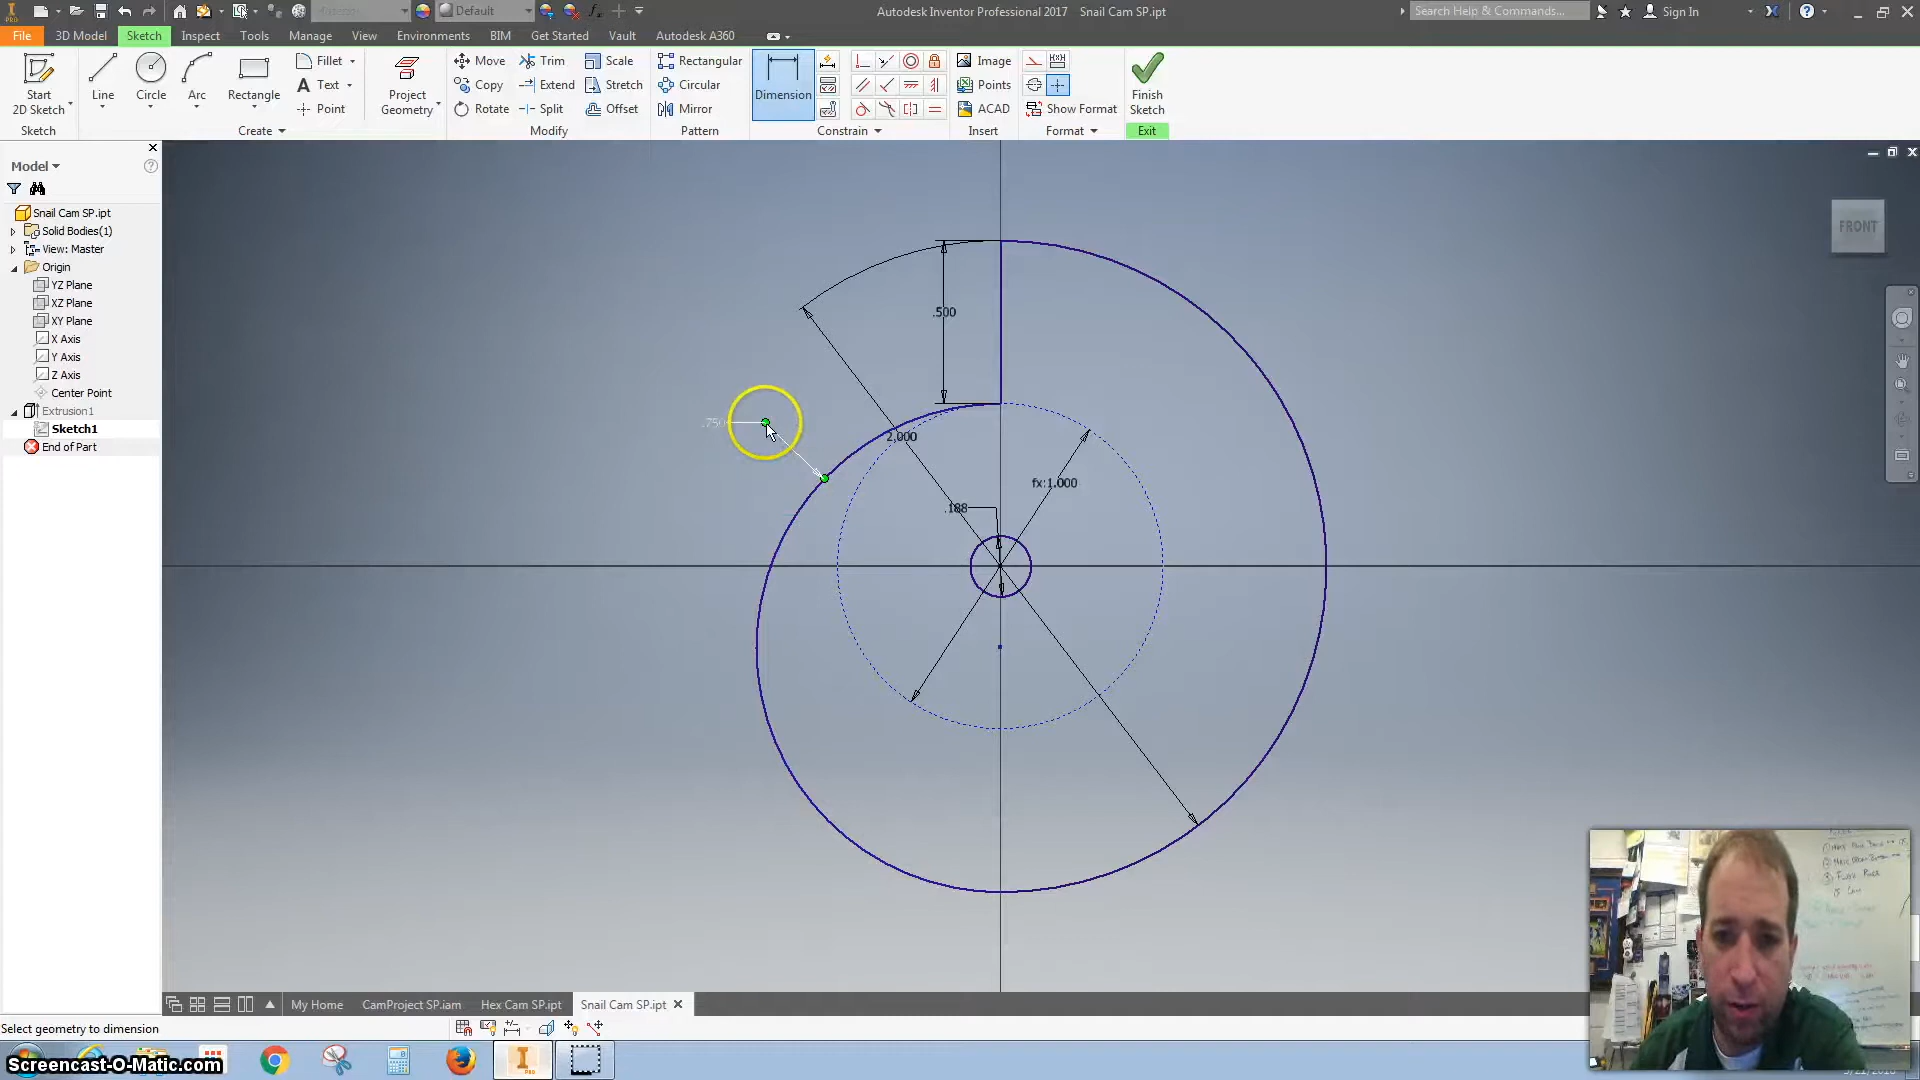 Autodesk Inventor Professional 2017 Snail Cam SP.ipt
Default
Search Help & Commands...
Sign In
PRO
File 3D Model Sketch Inspect Tools Manage View Environments BIM Get Started Vault Autodesk A360
Start
2D Sketch
Line
Circle
Arc
Rectangle
Fillet
Text
Point
Project
Geometry
Move
Copy
Rotate
Trim
Extend
Split
Scale
Stretch
Offset
Rectangular
Circular
Mirror
Dimension
Image
Points
ACAD
Show Format
Finish
Sketch
Sketch
Create
Modify
Pattern
Constrain
Insert
Format
Exit
Model
Snail Cam SP.ipt
Solid Bodies(1)
View: Master
Origin
YZ Plane
XZ Plane
XY Plane
X Axis
Y Axis
Z Axis
Center Point
Extrusion1
Sketch1
End of Part
FRONT
.500
.750
2.000
fx:1.000
.188
My Home CamProject SP.iam Hex Cam SP.ipt Snail Cam SP.ipt
Select geometry to dimension
Screencast-O-Matic.com